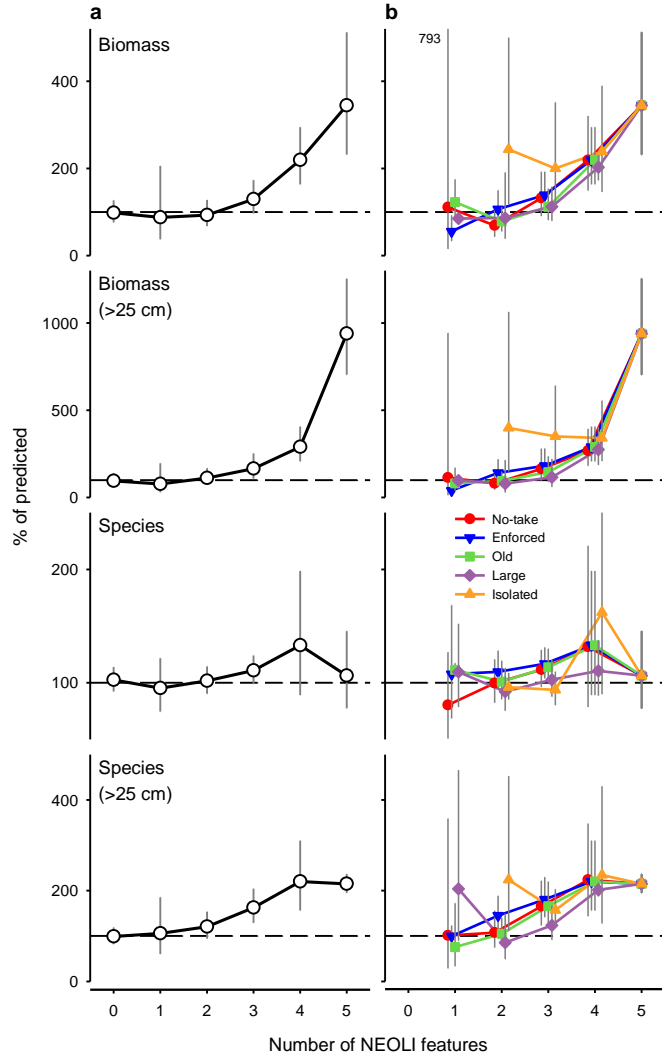 a
b
Biomass
793
400
200
0
Biomass
(>25 cm)
1000
500
0
% of predicted
Species
No-take
Enforced
Old
Large
Isolated
200
100
Species
(>25 cm)
400
200
0
0 1 2 3 4 5 0 1 2 3 4 5
Number of NEOLI features